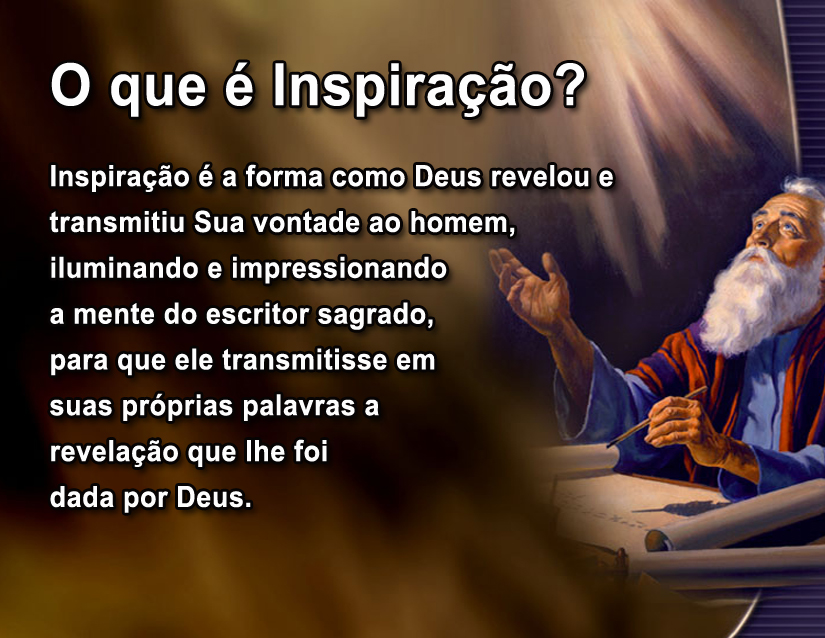 O que é Inspiração?
Inspiração é a forma como Deus revelou e
transmitiu Sua vontade ao homem,
iluminando e impressionando
a mente do escritor sagrado,
para que ele transmitisse em
suas próprias palavras a
revelação que lhe foi
dada por Deus.